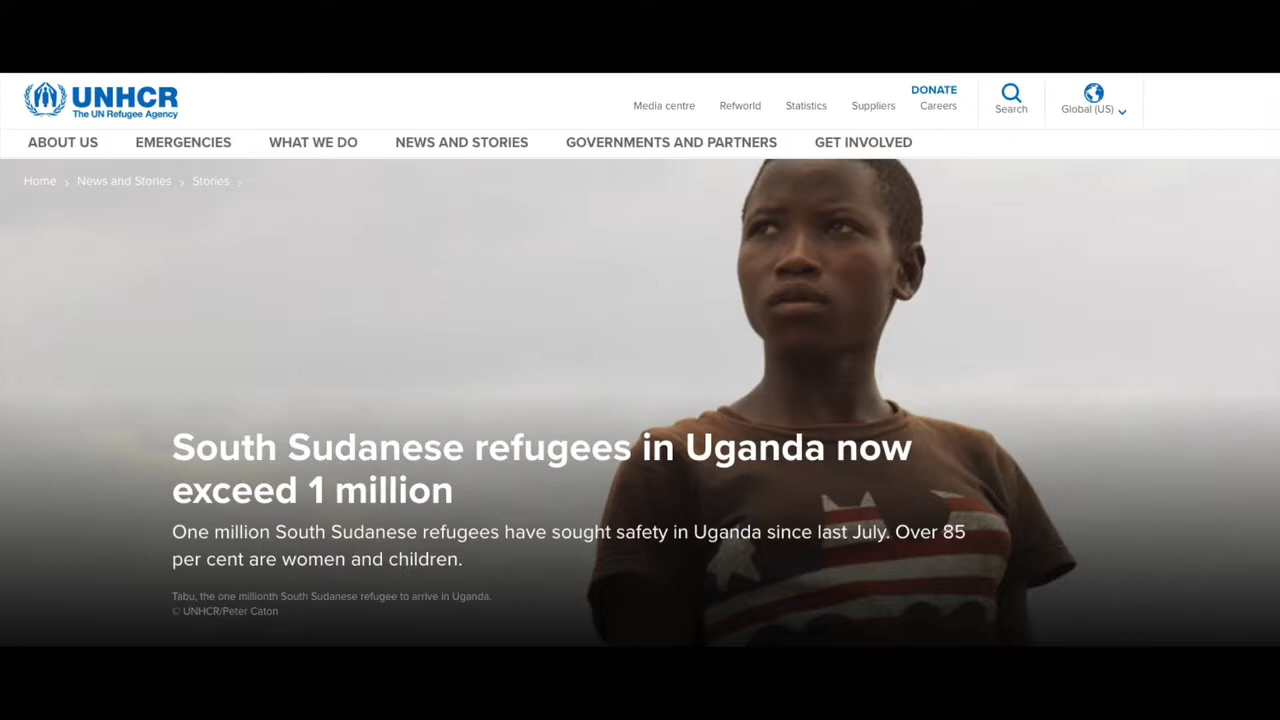 UNHCR
The UN Refugee Agency
Media centre
Refworld
Statistics
Suppliers
DONATE
Careers
Search
Global (US)
ABOUT US
EMERGENCIES
WHAT WE DO
NEWS AND STORIES
GOVERNMENTS AND PARTNERS
GET INVOLVED
Home > News and Stories > Stories >
South Sudanese refugees in Uganda now
exceed 1 million
One million South Sudanese refugees have sought safety in Uganda since last July. Over 85
per cent are women and children.
Tabu, the one millionth South Sudanese refugee to arrive in Uganda.
© UNHCR/Peter Caton